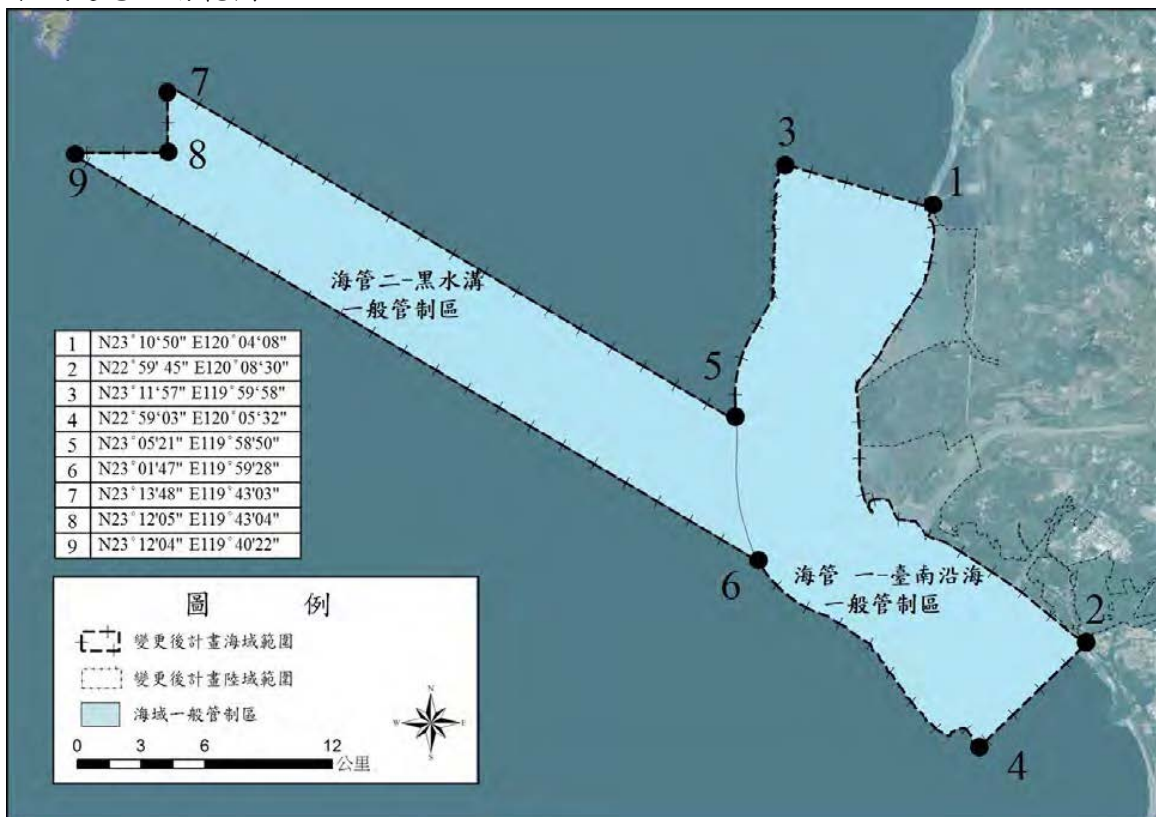 7
8
9
3
1
海管二-黑水溝
一般管制區
5
6
海管 一-臺南沿海
一般管制區
2
4
1 N23°10‘50" E120°04‘08"
2 N22°59' 45" E120°08‘30"
3 N23°11‘57" E119°59‘58"
4 N22°59‘03" E120°05‘32"
5 N23°05'21" E119°58'50"
6 N23°01'47" E119°59'28"
7 N23°13'48" E119°43'03"
8 N23°12'05" E119°43'04"
9 N23°12'04" E119°40'22"
圖 例
變更後計畫海域範圍
變更後計畫陸域範圍
海域一般管制區
0 3 6 12
公里
N
W E
S